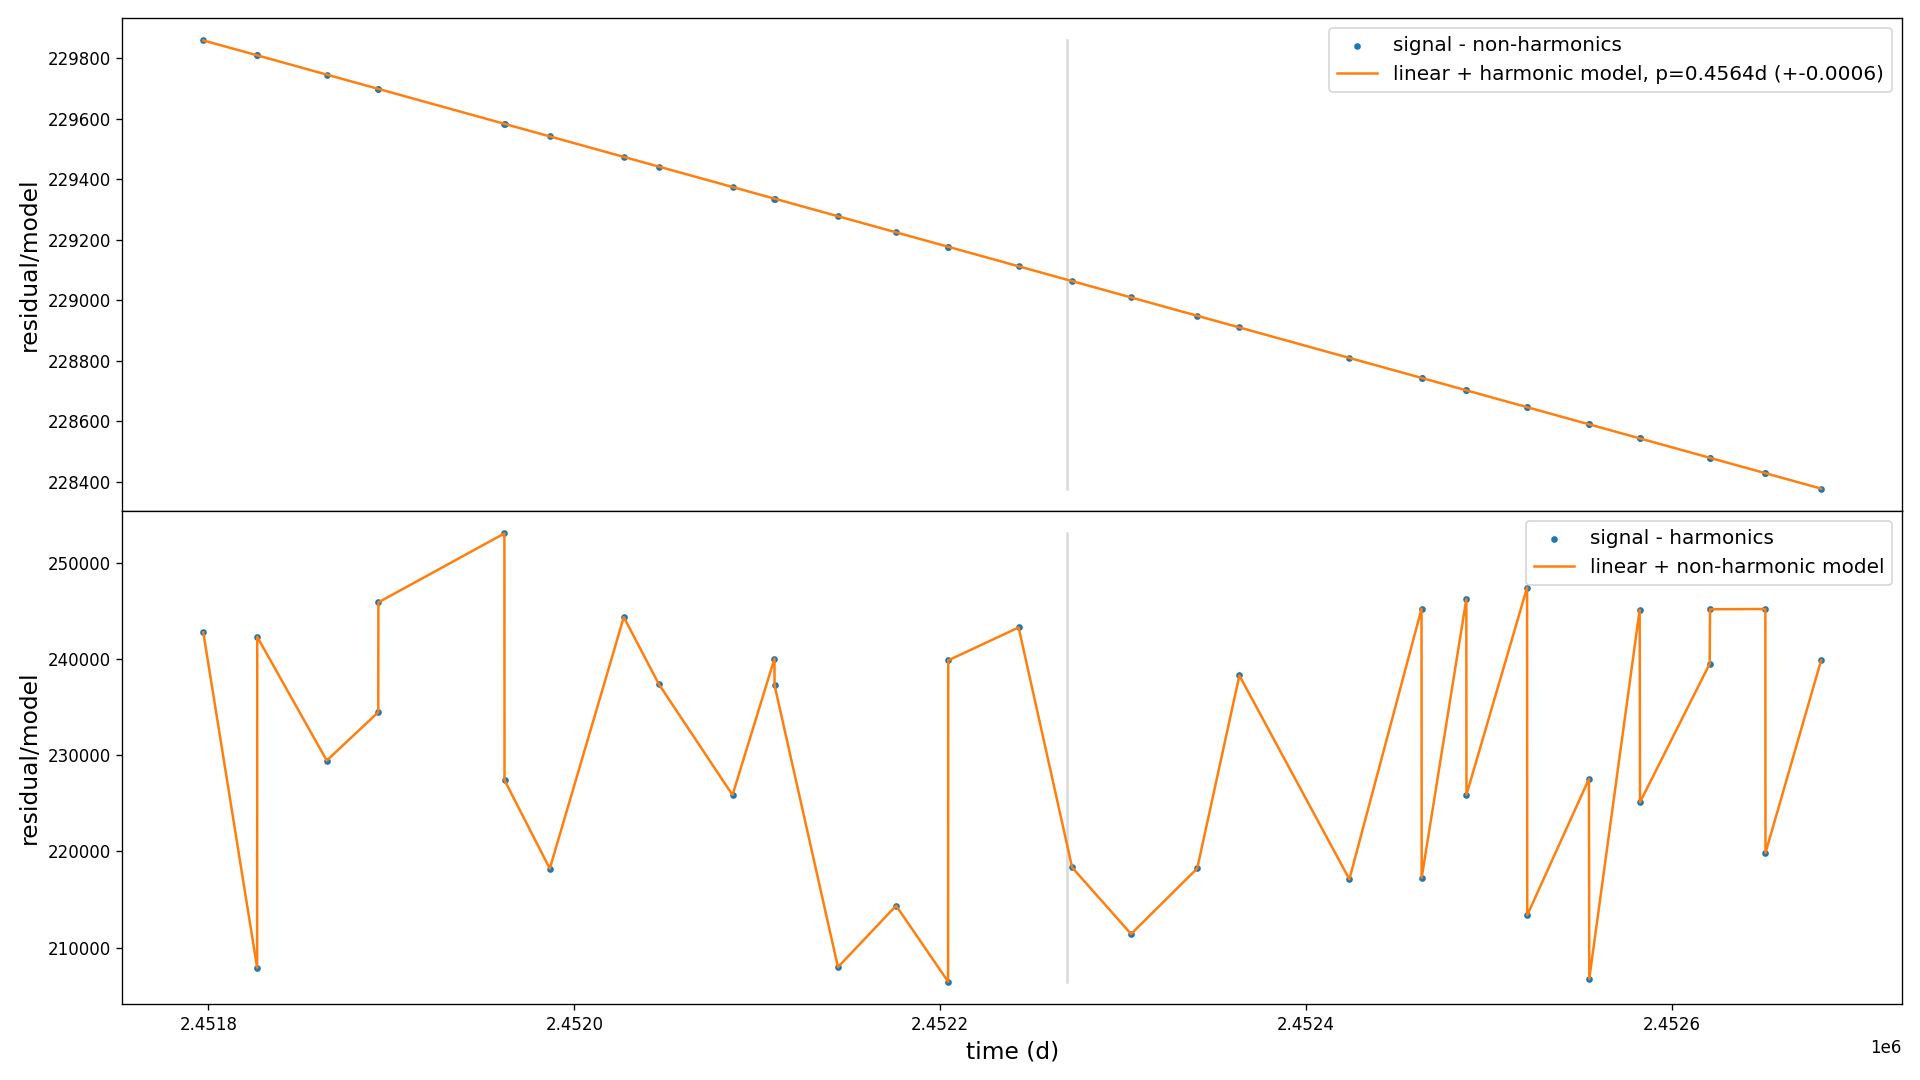 229800
229600
229400
229200
229000
228800
228600
228400
residual/model
signal - non-harmonics
linear + harmonic model, p=0.4564d (+-0.0006)
250000
240000
230000
220000
210000
residual/model
signal - harmonics
linear + non-harmonic model
2.4518 2.4520 2.4522 2.4524 2.4526
1e6
time (d)